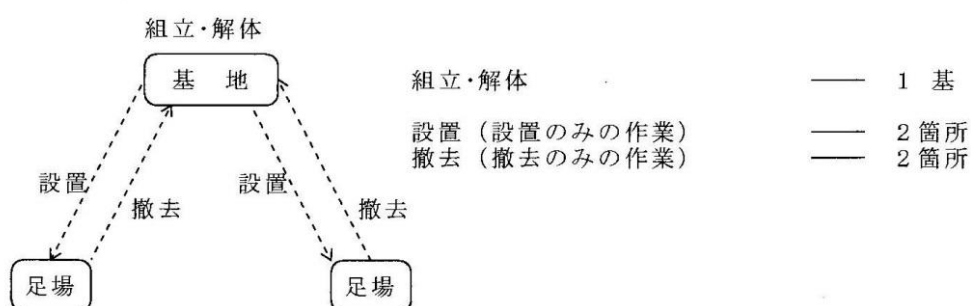 組立・解体
基 地
組立・解体 ―― 1 基
設置(設置のみの作業) ―― 2箇所
撤去(撤去のみの作業) ―― 2箇所
設置 設置
撤去 撤去
足場 足場